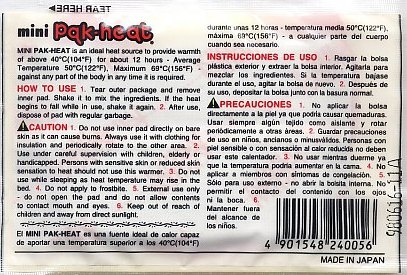 TEAR HERE
mini Pak-heat
MINI PAK-HEAT is an ideal heat source to provide warmth
of above 40°C(104°F) for about 12 hours - Average
Temperature 50°C(122°F), Maximum 69°C(156°F) -
against any part of the body in any time it is required.
HOW TO USE 1. Tear outer package and remove
inner pad. Shake it to mix the ingredients. If the heat
begins to fall while in use, shake it again. 2. After use,
dispose of pad with regular garbage.
CAUTION 1. Do not use inner pad directly on bare
skin as it can cause burns. Always use it with clothing for
insulation and periodically rotate to the other area. 2.
Use under careful supervision with children, elderly or
handicapped. Persons with sensitive skin or reduced skin
sensation to heat should not use this warmer. 3. Do not
use while sleeping as heat temperature may rise in the
bed. 4. Do not apply to frostbite. 5. External use only
- do not open the pad and do not allow contents
to contact mouth and eyes. 6. Keep out of reach of
children and away from direct sunlight.
El MINI PAK-HEAT es una fuente ideal de calor capaz
de aportar una temperatura superior a los 40°C(104°F)
durante unas 12 horas - temperatura media 50°C(122°F),
máxima 69°C(156°F) - a cualquier parte del cuerpo
cuando sea necesario.
INSTRUCCIONES DE USO 1. Rasgar la bolsa
plástica exterior y extraer la bolsa interior. Agitarla para
mezclar los ingredientes. Si la temperatura bajara
durante el uso, agitar la bolsa de nuevo. 2. Después de
su uso, depositar la bolsa junto con la basura normal.
PRECAUCIONES 1. No aplicar la bolsa
directamente a la piel ya que podría causar quemaduras.
Usar siempre algún tejido como aislante y rotar
periódicamente a otras áreas. 2. Guardar precauciones
de uso en niños, ancianos o minusválidos. Personas con
piel sensible o con sensación al calor reducido no deben
usar este calentador. 3. No usar mientras duerme ya
que la temperatura podría aumentar en la cama. 4. No
aplicar a miembros con síntomas de congelación. 5.
Sólo para uso externo - no abrir la bolsita interna. No
permitir el contacto del contenido con los ojos
ni la boca. 6.
Mantener fuera
del alcance de
los niños.
4 901548 240056
MADE IN JAPAN